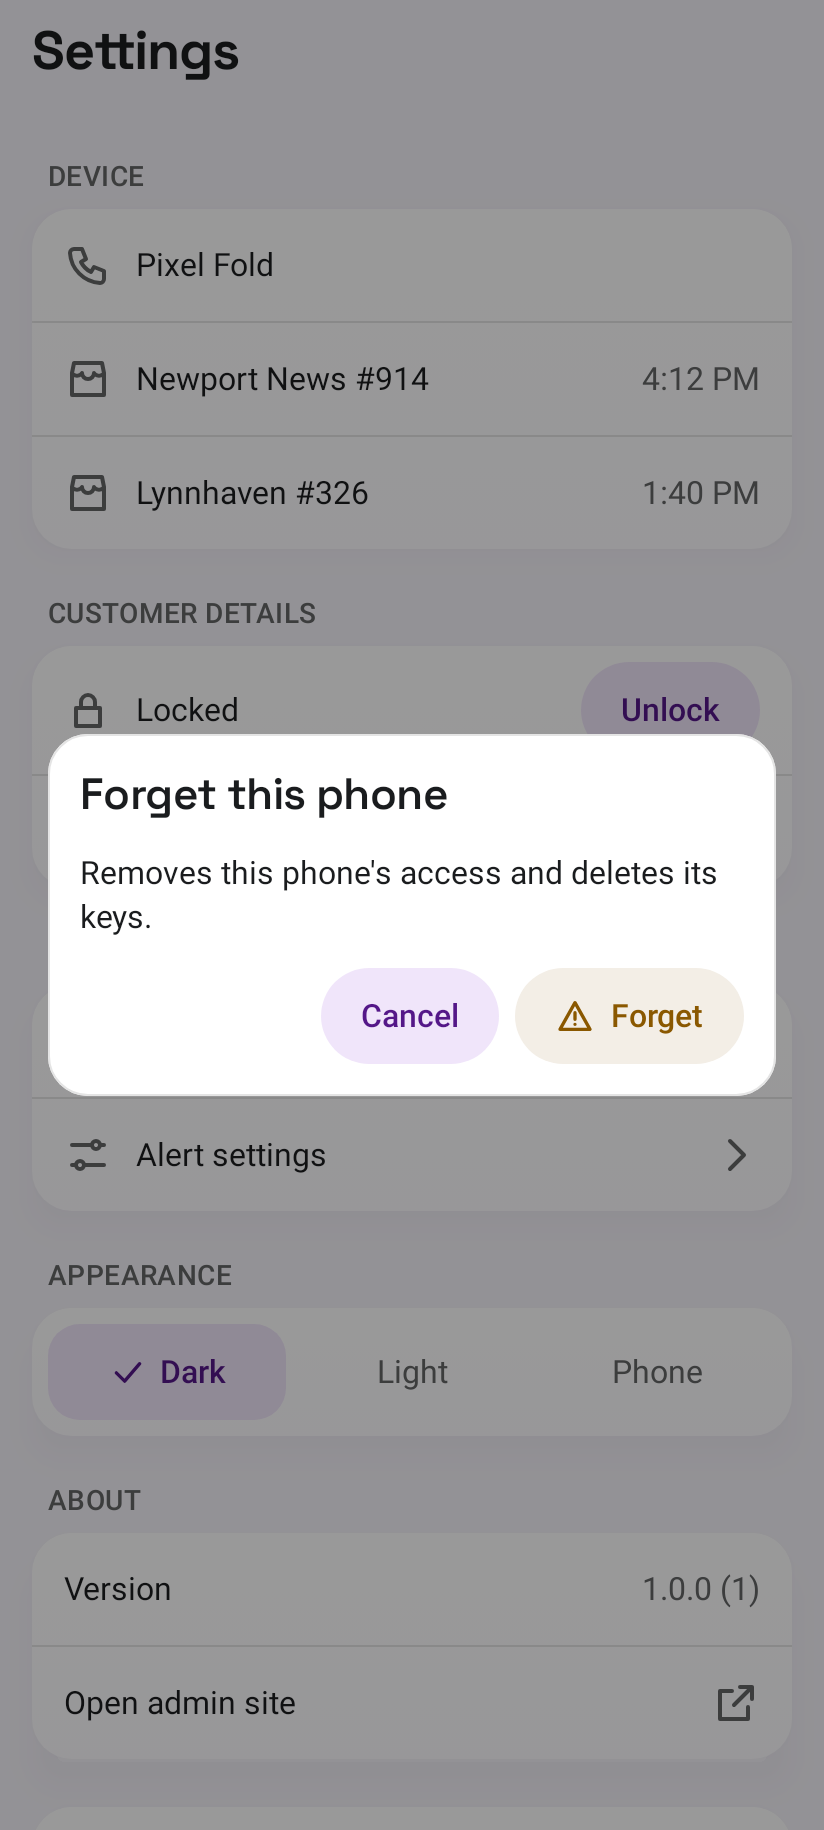 Settings
DEVICE
Pixel Fold
Newport News #914 4:12 PM
Lynnhaven #326 1:40 PM
CUSTOMER DETAILS
Locked Unlock
Forget this phone
Removes this phone's access and deletes its
keys.
Cancel Forget
Alert settings
APPEARANCE
Dark Light Phone
ABOUT
Version 1.0.0 (1)
Open admin site